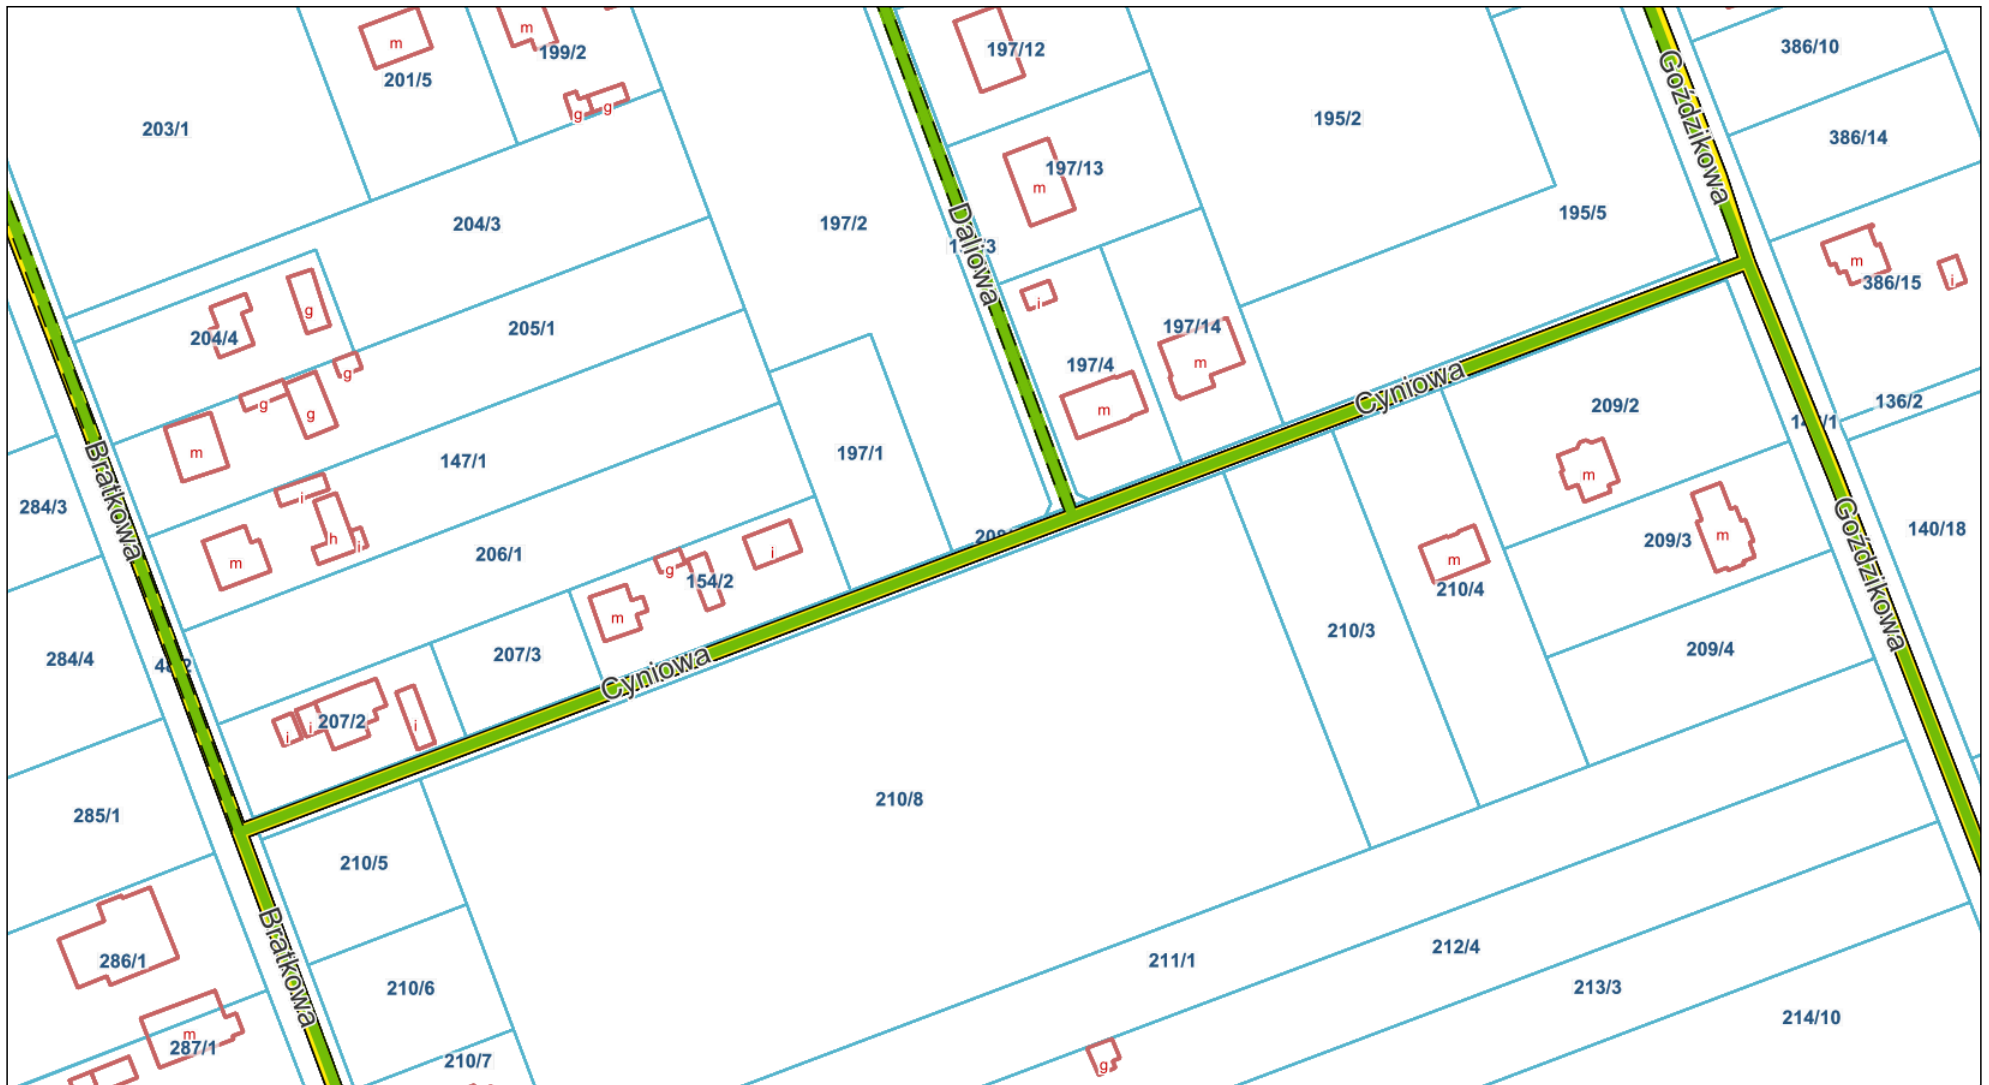 m
m
199/2
201/5
g
g
203/1
204/3
197/2
197/12
197/13
m
195/2
195/5
Goździkowa
386/10
386/14
m
386/15
i
Daliowa
204/4
g
205/1
g
g
g
m
147/1
i
197/4
m
197/14
m
Cyniowa
209/2
136/2
m
Bratkowa
284/3
i
h
i
m
206/1
197/1
g
154/2
i
m
210/4
m
209/3
m
Goździkowa
140/18
284/4
207/3
Cyniowa
210/3
209/4
i
i
207/2
i
285/1
210/8
210/5
286/1
Bratkowa
210/6
211/1
212/4
213/3
214/10
m
287/1
210/7
g